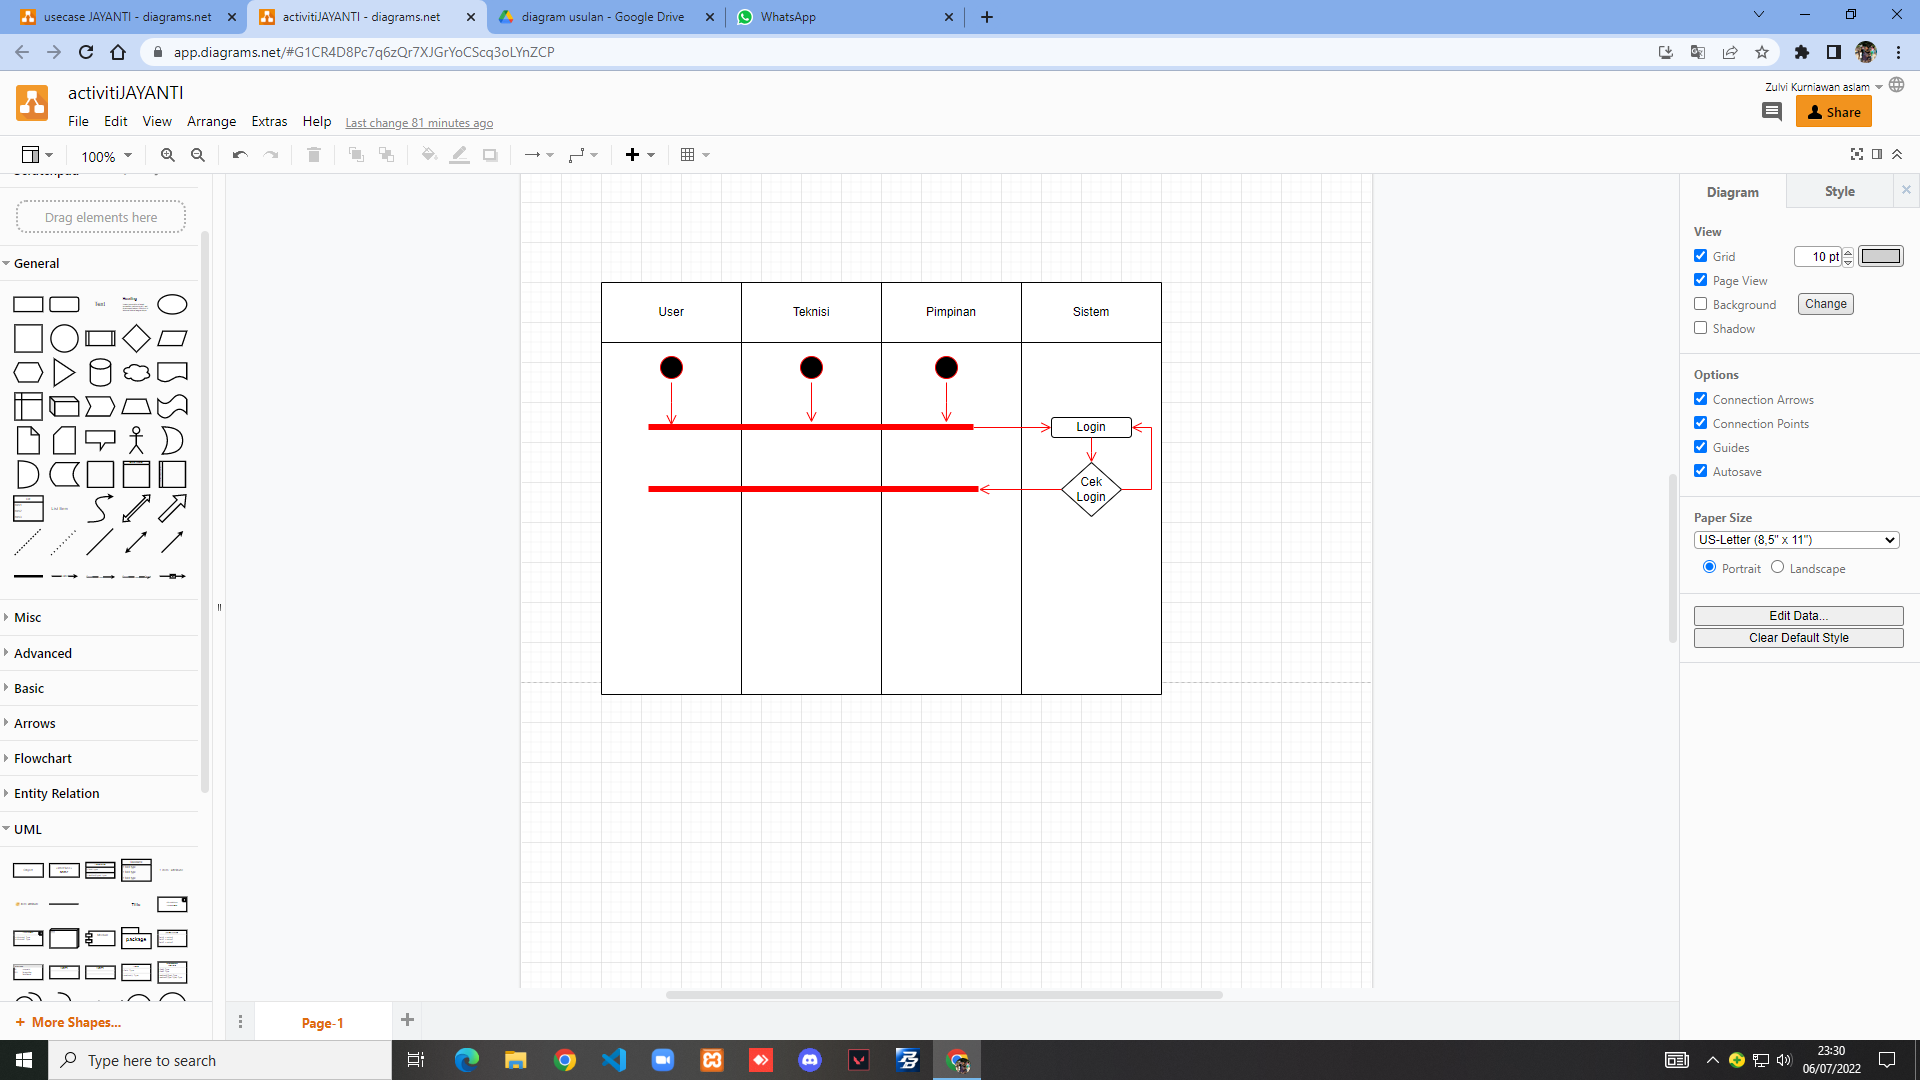 usecase JAYANTI - diagrams.net
activitiJAYANTI - diagrams.net
diagram usulan - Google Drive
WhatsApp
app.diagrams.net/#G1CR4D8Pc7q6zQr7XJGrYoCScq3oLYnZCP
activitiJAYANTI
Zulvi Kurniawan aslam
File Edit View Arrange Extras Help Last change 81 minutes ago
Share
100%
Drag elements here
General
Text
Heading
Misc
Advanced
Basic
Arrows
Flowchart
Entity Relation
UML
Title
package
+ More Shapes...
User Teknisi Pimpinan Sistem
Login
Cek
Login
Page-1
Diagram Style
View
Grid 10 pt
Page View
Background Change
Shadow
Options
Connection Arrows
Connection Points
Guides
Autosave
Paper Size
US-Letter (8,5" x 11")
Portrait Landscape
Edit Data...
Clear Default Style
Type here to search
23:30
06/07/2022